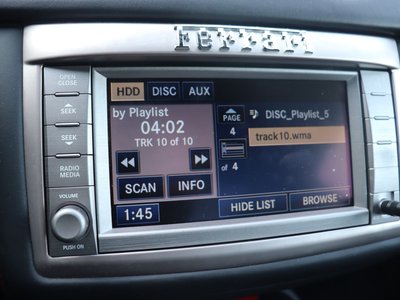 Ferrari
OPEN
CLOSE
SEEK
SEEK
RADIO
MEDIA
VOLUME
PUSH ON
HDD DISC AUX
by Playlist
04:02
TRK 10 of 10
SCAN INFO
1:45
PAGE
4
of 4
DISC_Playlist_5
track10.wma
HIDE LIST BROWSE